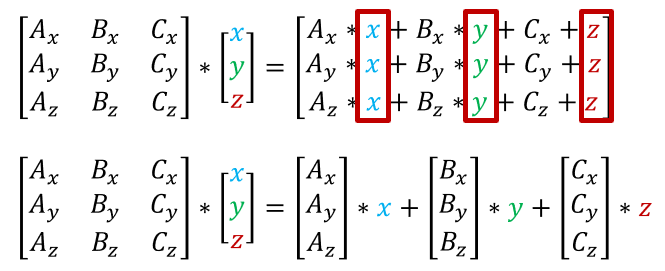 [A_x B_x C_x] [x] [A_x * x + B_x * y + C_x + z]
[A_y B_y C_y] * [y] = [A_y * x + B_y * y + C_y + z]
[A_z B_z C_z] [z] [A_z * x + B_z * y + C_z + z]
[A_x B_x C_x] [x] [A_x] [B_x] [C_x]
[A_y B_y C_y] * [y] = [A_y] * x + [B_y] * y + [C_y] * z
[A_z B_z C_z] [z] [A_z] [B_z] [C_z]